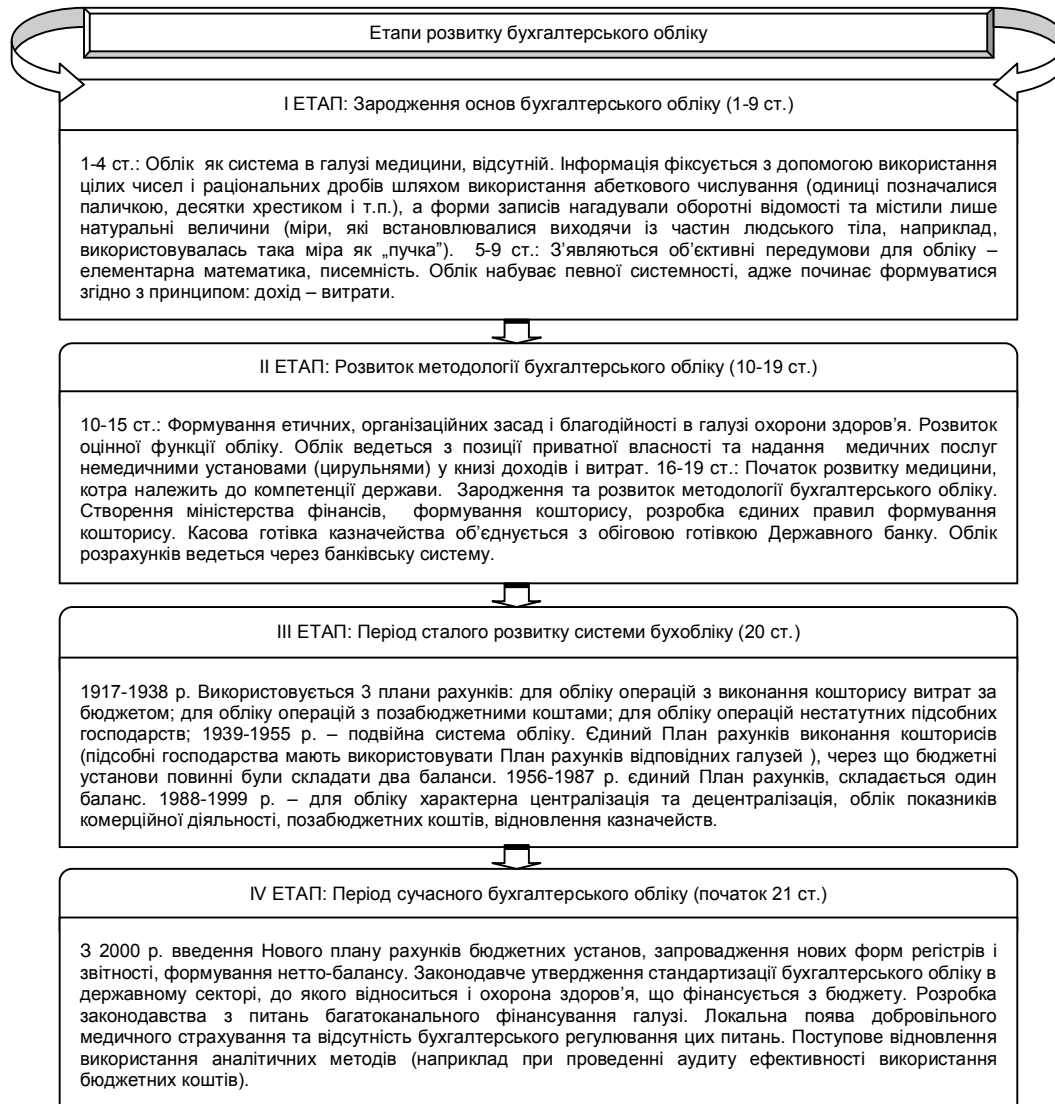 Етапи розвитку бухгалтерського обліку
І ЕТАП: Зародження основ бухгалтерського обліку (1-9 ст.)
1-4 ст.: Облік як система в галузі медицини, відсутній. Інформація фіксується з допомогою використання
цілих чисел і раціональних дробів шляхом використання абеткового числування (одиниці позначалися
паличкою, десятки хрестиком і т.п.), а форми записів нагадували оборотні відомості та містили лише
натуральні величини (міри, які встановлювалися виходячи із частин людського тіла, наприклад,
використовувалась така міра як „пучка”). 5-9 ст.: З’являються об’єктивні передумови для обліку –
елементарна математика, писемність. Облік набуває певної системності, адже починає формуватися
згідно з принципом: дохід – витрати.
ІІ ЕТАП: Розвиток методології бухгалтерського обліку (10-19 ст.)
10-15 ст.: Формування етичних, організаційних засад і благодійності в галузі охорони здоров’я. Розвиток
оцінної функції обліку. Облік ведеться з позиції приватної власності та надання медичних послуг
немедичними установами (цирульнями) у книзі доходів і витрат. 16-19 ст.: Початок розвитку медицини,
котра належить до компетенції держави. Зародження та розвиток методології бухгалтерського обліку.
Створення міністерства фінансів, формування кошторису, розробка єдиних правил формування
кошторису. Касова готівка казначейства об’єднується з обіговою готівкою Державного банку. Облік
розрахунків ведеться через банківську систему.
ІІІ ЕТАП: Період сталого розвитку системи бухобліку (20 ст.)
1917-1938 р. Використовується 3 плани рахунків: для обліку операцій з виконання кошторису витрат за
бюджетом; для обліку операцій з позабюджетними коштами; для обліку операцій нестатутних підсобних
господарств; 1939-1955 р. – подвійна система обліку. Єдиний План рахунків виконання кошторисів
(підсобні господарства мають використовувати План рахунків відповідних галузей ), через що бюджетні
установи повинні були складати два баланси. 1956-1987 р. єдиний План рахунків, складається один
баланс. 1988-1999 р. – для обліку характерна централізація та децентралізація, облік показників
комерційної діяльності, позабюджетних коштів, відновлення казначейств.
IV ЕТАП: Період сучасного бухгалтерського обліку (початок 21 ст.)
З 2000 р. введення Нового плану рахунків бюджетних установ, запровадження нових форм регістрів і
звітності, формування нетто-балансу. Законодавче утвердження стандартизації бухгалтерського обліку в
державному секторі, до якого відноситься і охорона здоров’я, що фінансується з бюджету. Розробка
законодавства з питань багатоканального фінансування галузі. Локальна поява добровільного
медичного страхування та відсутність бухгалтерського регулювання цих питань. Поступове відновлення
використання аналітичних методів (наприклад при проведенні аудиту ефективності використання
бюджетних коштів).